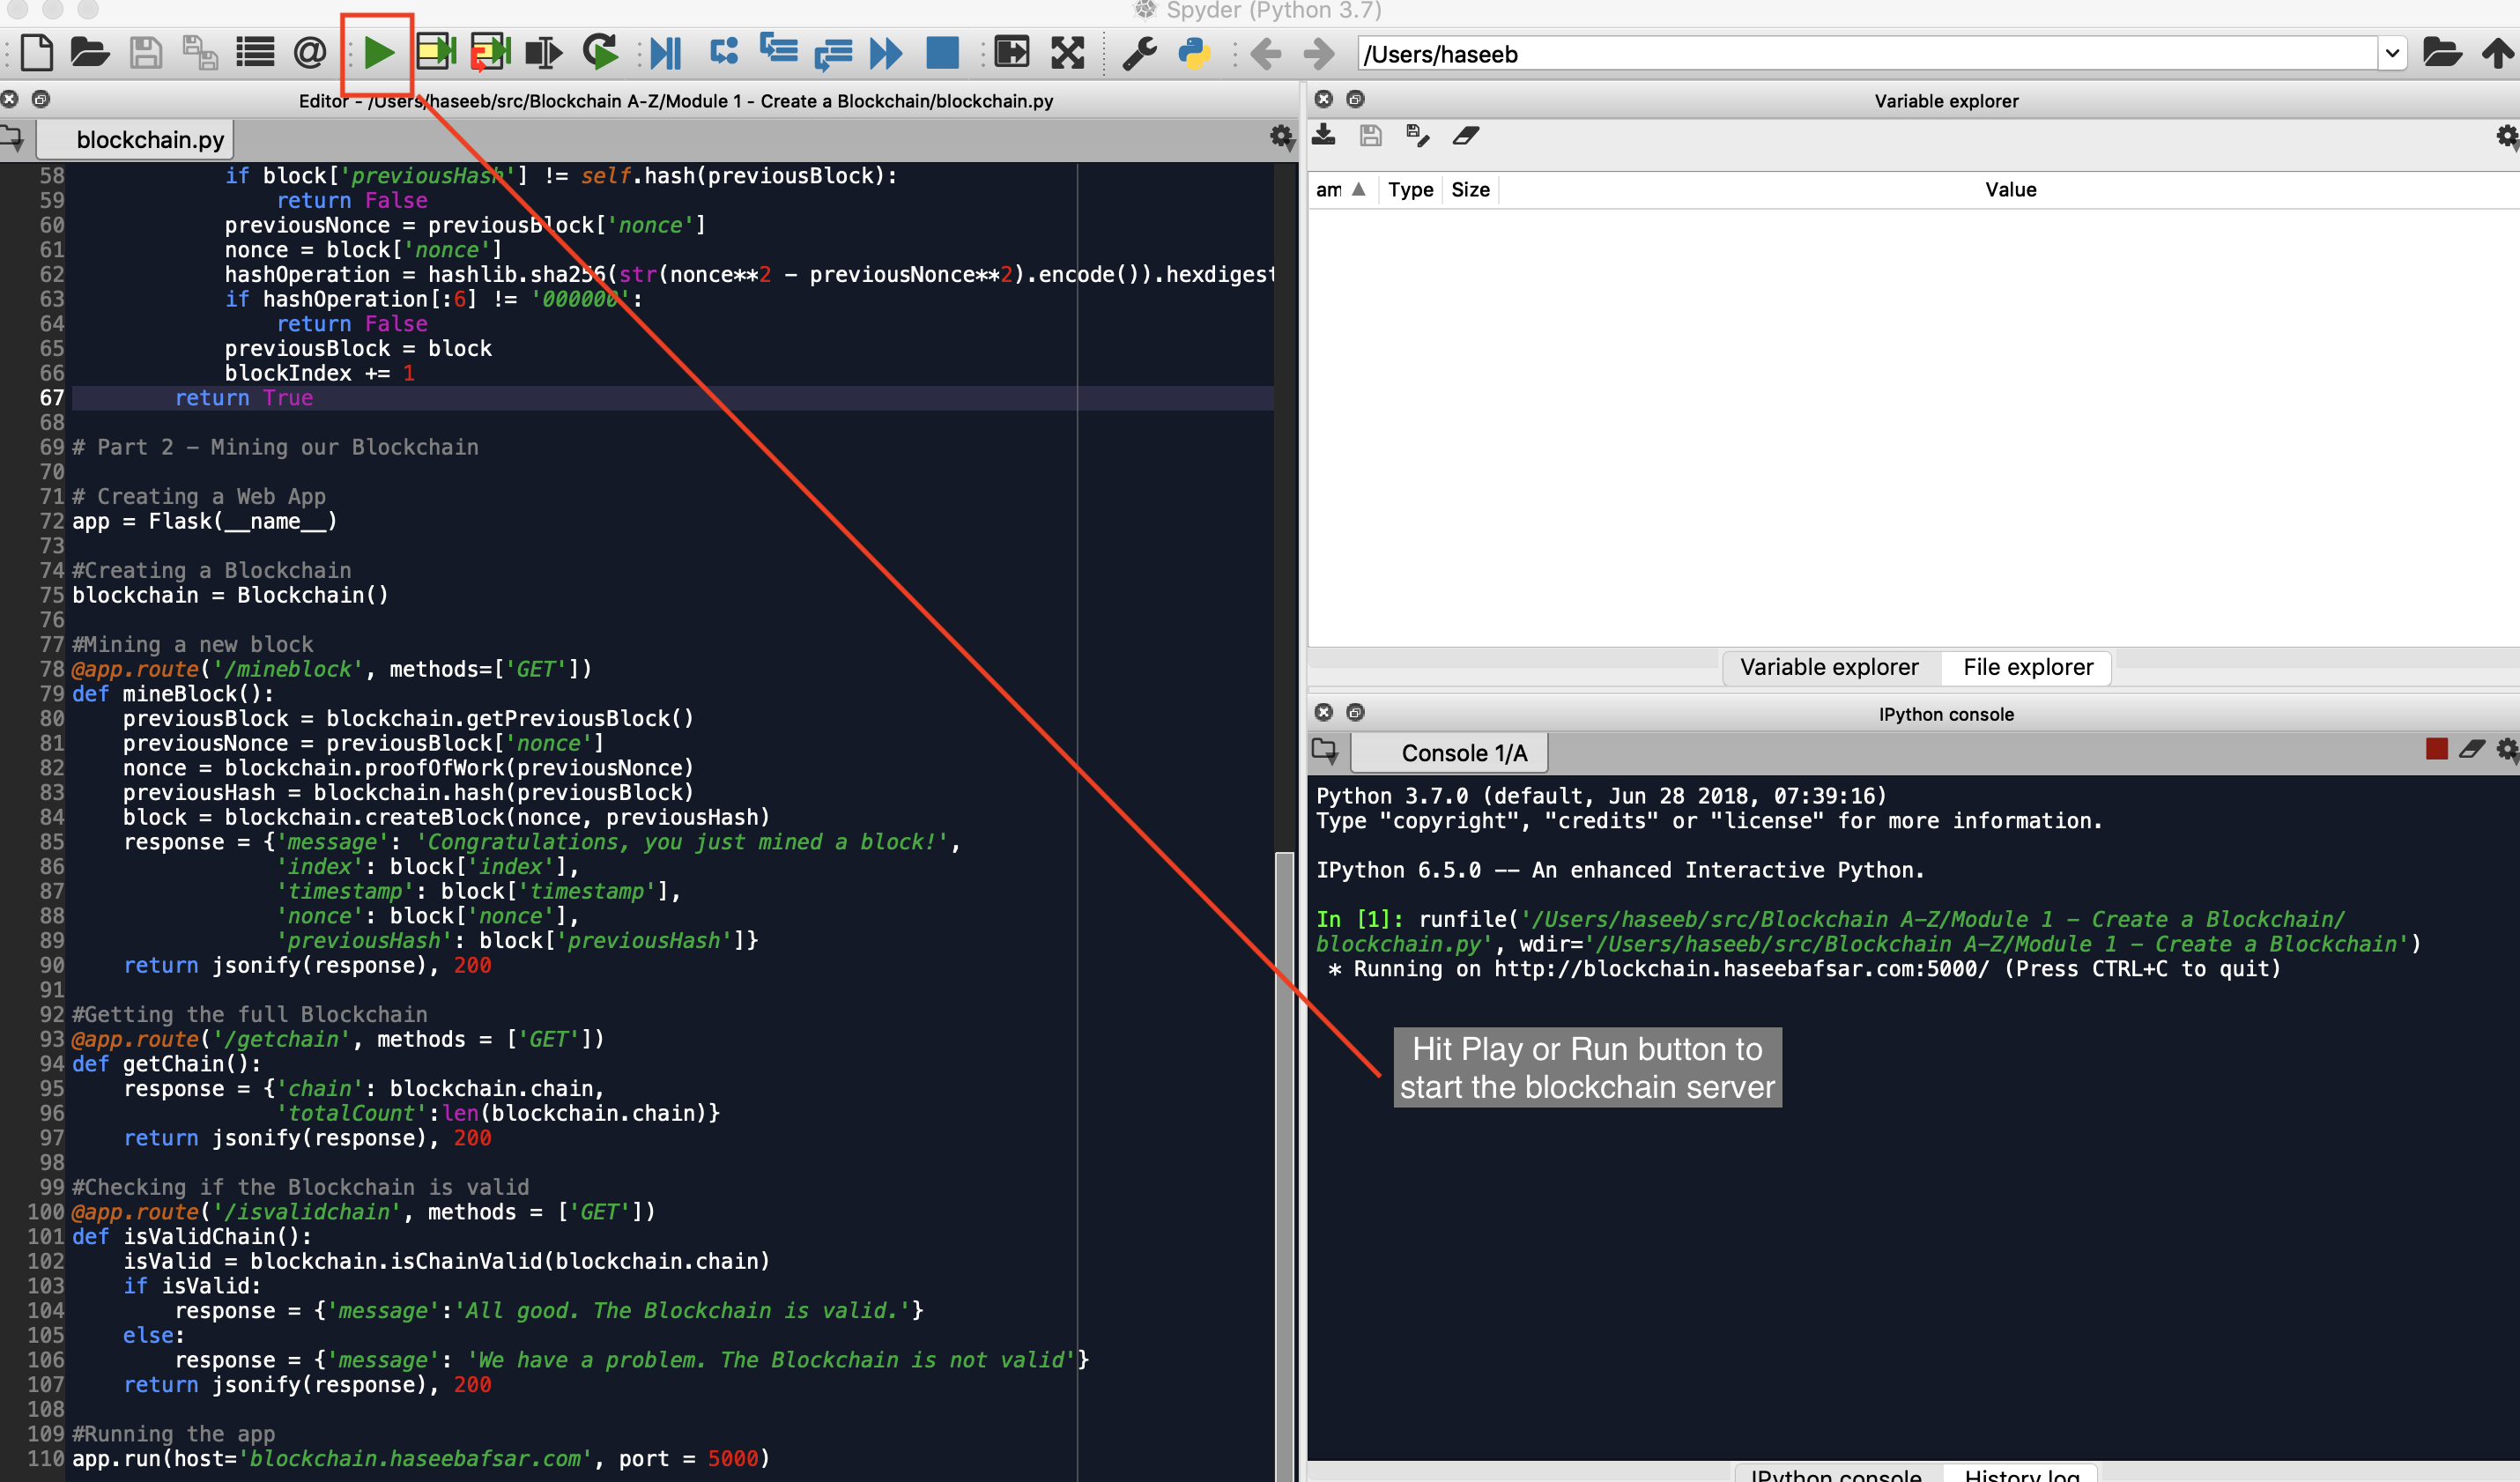 Spyder (Python 3.7)
/Users/haseeb
Editor - /Users/haseeb/src/Blockchain A-Z/Module 1 - Create a Blockchain/blockchain.py
blockchain.py
58             if block['previousHash'] != self.hash(previousBlock):
59                 return False
60             previousNonce = previousBlock['nonce']
61             nonce = block['nonce']
62             hashOperation = hashlib.sha256(str(nonce**2 - previousNonce**2).encode()).hexdigest
63             if hashOperation[:6] != '000000':
64                 return False
65             previousBlock = block
66             blockIndex += 1
67         return True
68
69 # Part 2 - Mining our Blockchain
70
71 # Creating a Web App
72 app = Flask(__name__)
73
74 #Creating a Blockchain
75 blockchain = Blockchain()
76
77 #Mining a new block
78 @app.route('/mineblock', methods=['GET'])
79 def mineBlock():
80     previousBlock = blockchain.getPreviousBlock()
81     previousNonce = previousBlock['nonce']
82     nonce = blockchain.proofOfWork(previousNonce)
83     previousHash = blockchain.hash(previousBlock)
84     block = blockchain.createBlock(nonce, previousHash)
85     response = {'message': 'Congratulations, you just mined a block!',
86                 'index': block['index'],
87                 'timestamp': block['timestamp'],
88                 'nonce': block['nonce'],
89                 'previousHash': block['previousHash']}
90     return jsonify(response), 200
91
92 #Getting the full Blockchain
93 @app.route('/getchain', methods = ['GET'])
94 def getChain():
95     response = {'chain': blockchain.chain,
96                 'totalCount':len(blockchain.chain)}
97     return jsonify(response), 200
98
99 #Checking if the Blockchain is valid
100 @app.route('/isvalidchain', methods = ['GET'])
101 def isValidChain():
102     isValid = blockchain.isChainValid(blockchain.chain)
103     if isValid:
104         response = {'message':'All good. The Blockchain is valid.'}
105     else:
106         response = {'message': 'We have a problem. The Blockchain is not valid'}
107     return jsonify(response), 200
108
109 #Running the app
110 app.run(host='blockchain.haseebafsar.com', port = 5000)
Variable explorer
am Type Size Value
Variable explorer File explorer
IPython console
Console 1/A
Python 3.7.0 (default, Jun 28 2018, 07:39:16)
Type "copyright", "credits" or "license" for more information.
IPython 6.5.0 -- An enhanced Interactive Python.
In [1]: runfile('/Users/haseeb/src/Blockchain A-Z/Module 1 - Create a Blockchain/
blockchain.py', wdir='/Users/haseeb/src/Blockchain A-Z/Module 1 - Create a Blockchain')
 * Running on http://blockchain.haseebafsar.com:5000/ (Press CTRL+C to quit)
Hit Play or Run button to
start the blockchain server
IPython console History log